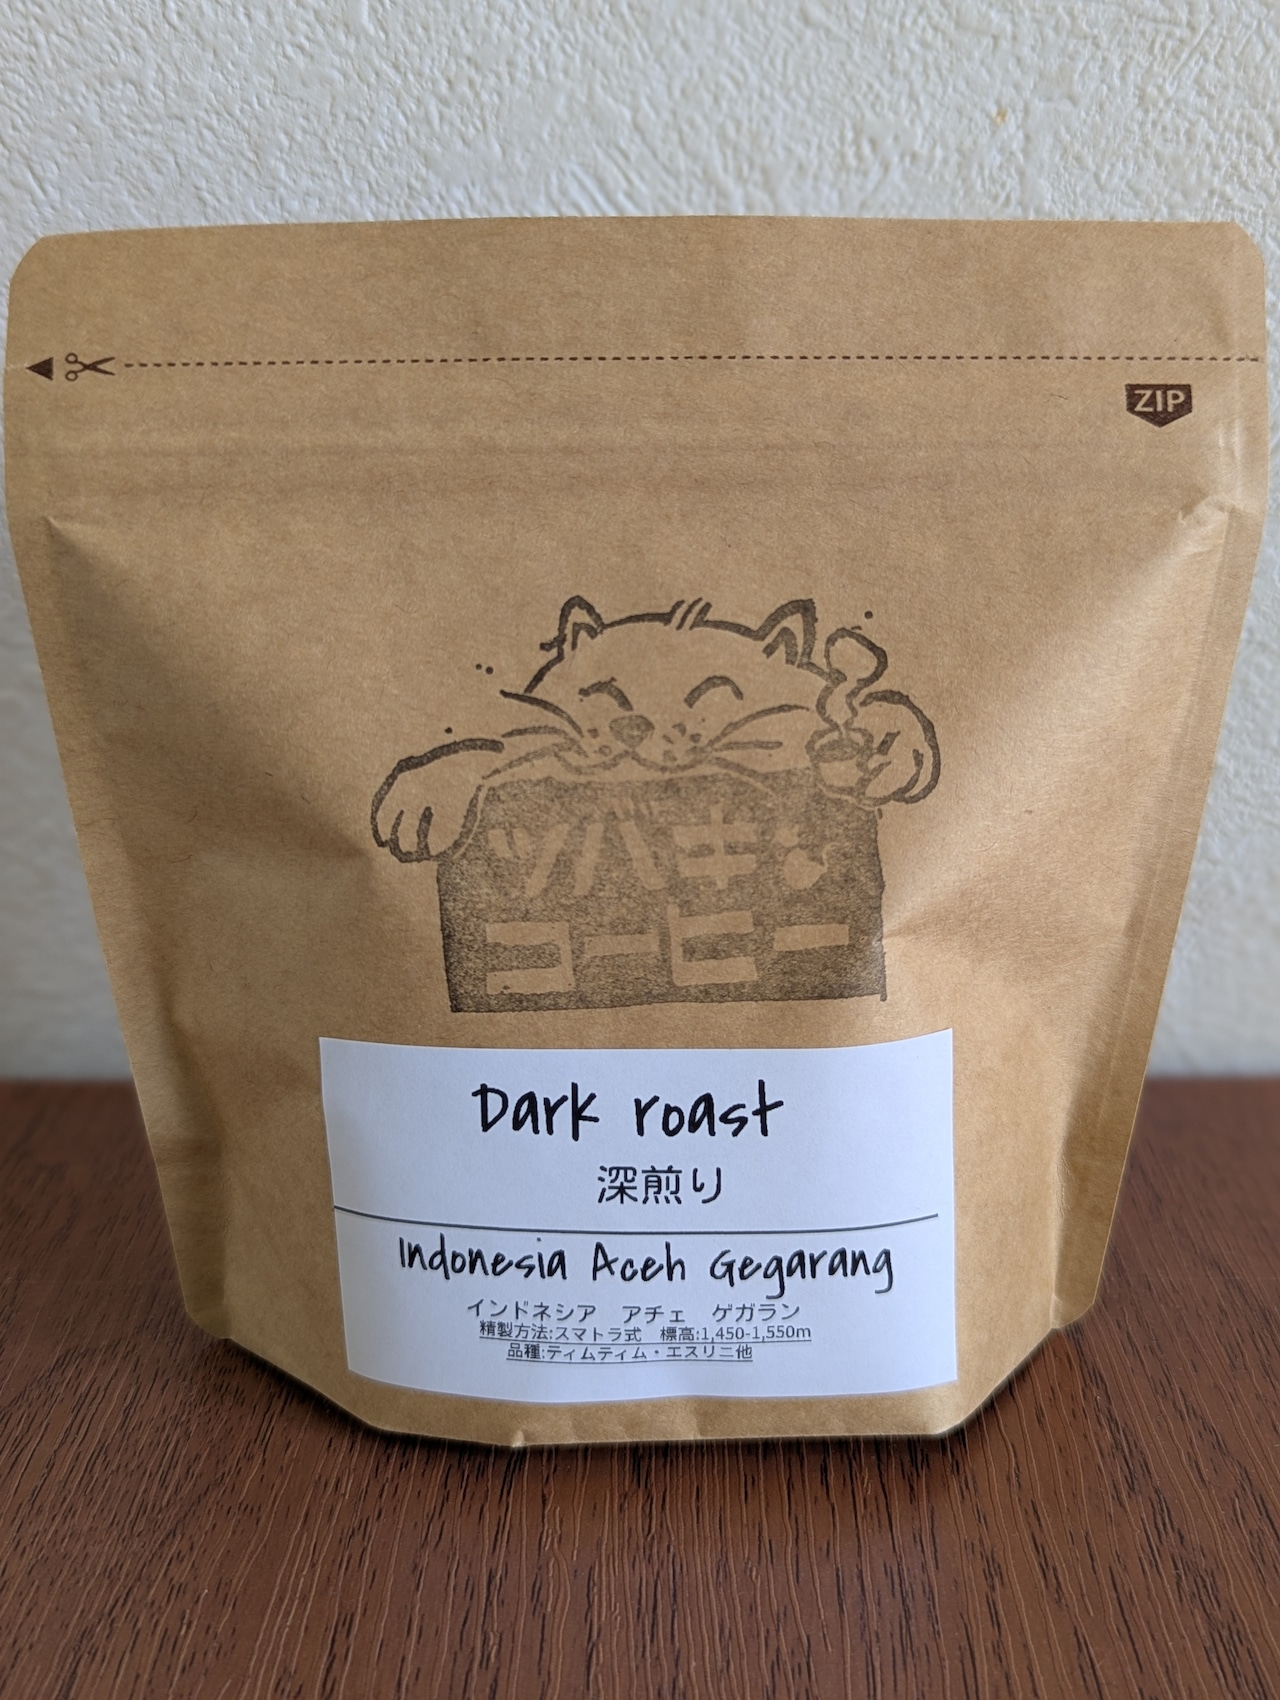 ZIP
ツバキ
コーヒー
Dark roast
深煎り
Indonesia Aceh Gegarang
インドネシア　アチェ　ゲガラン
精製方法:スマトラ式　標高:1,450-1,550m
品種:ティムティム・エスリニ他